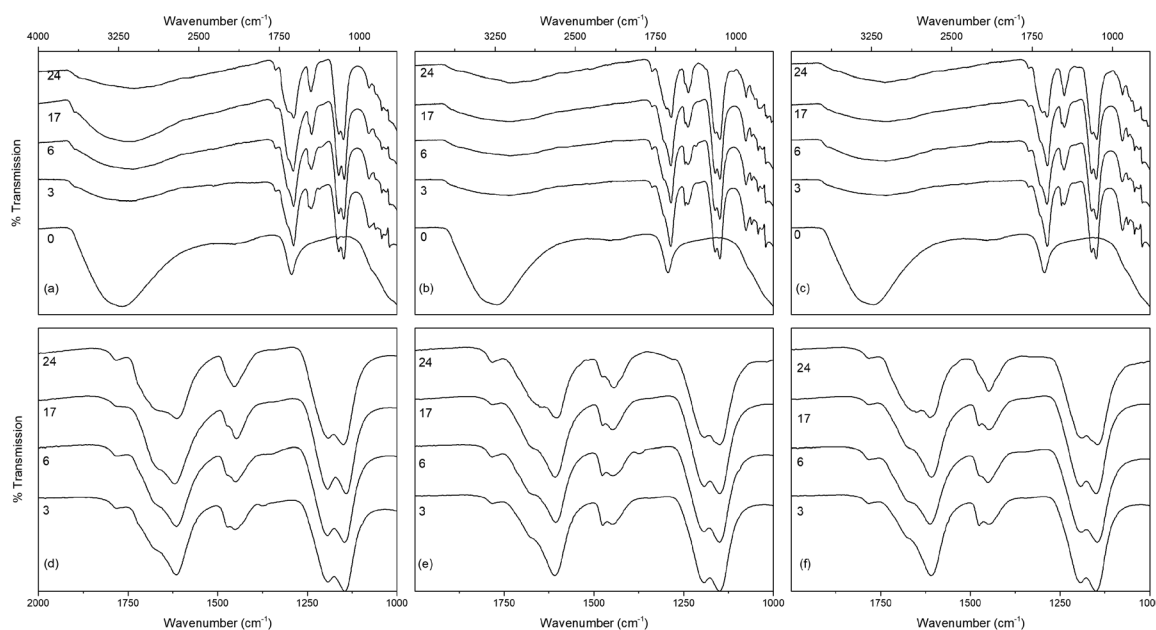 Wavenumber (cm⁻¹) Wavenumber (cm⁻¹) Wavenumber (cm⁻¹)
4000 3250 2500 1750 1000 3250 2500 1750 1000 3250 2500 1750 1000
% Transmission
24 24 24
17 17 17
6 6 6
3 3 3
0 0 0
(a) (b) (c)
% Transmission
24 24 24
17 17 17
6 6 6
3 3 3
(d) (e) (f)
2000 1750 1500 1250 1000 1750 1500 1250 1000 1750 1500 1250 100
Wavenumber (cm⁻¹) Wavenumber (cm⁻¹) Wavenumber (cm⁻¹)